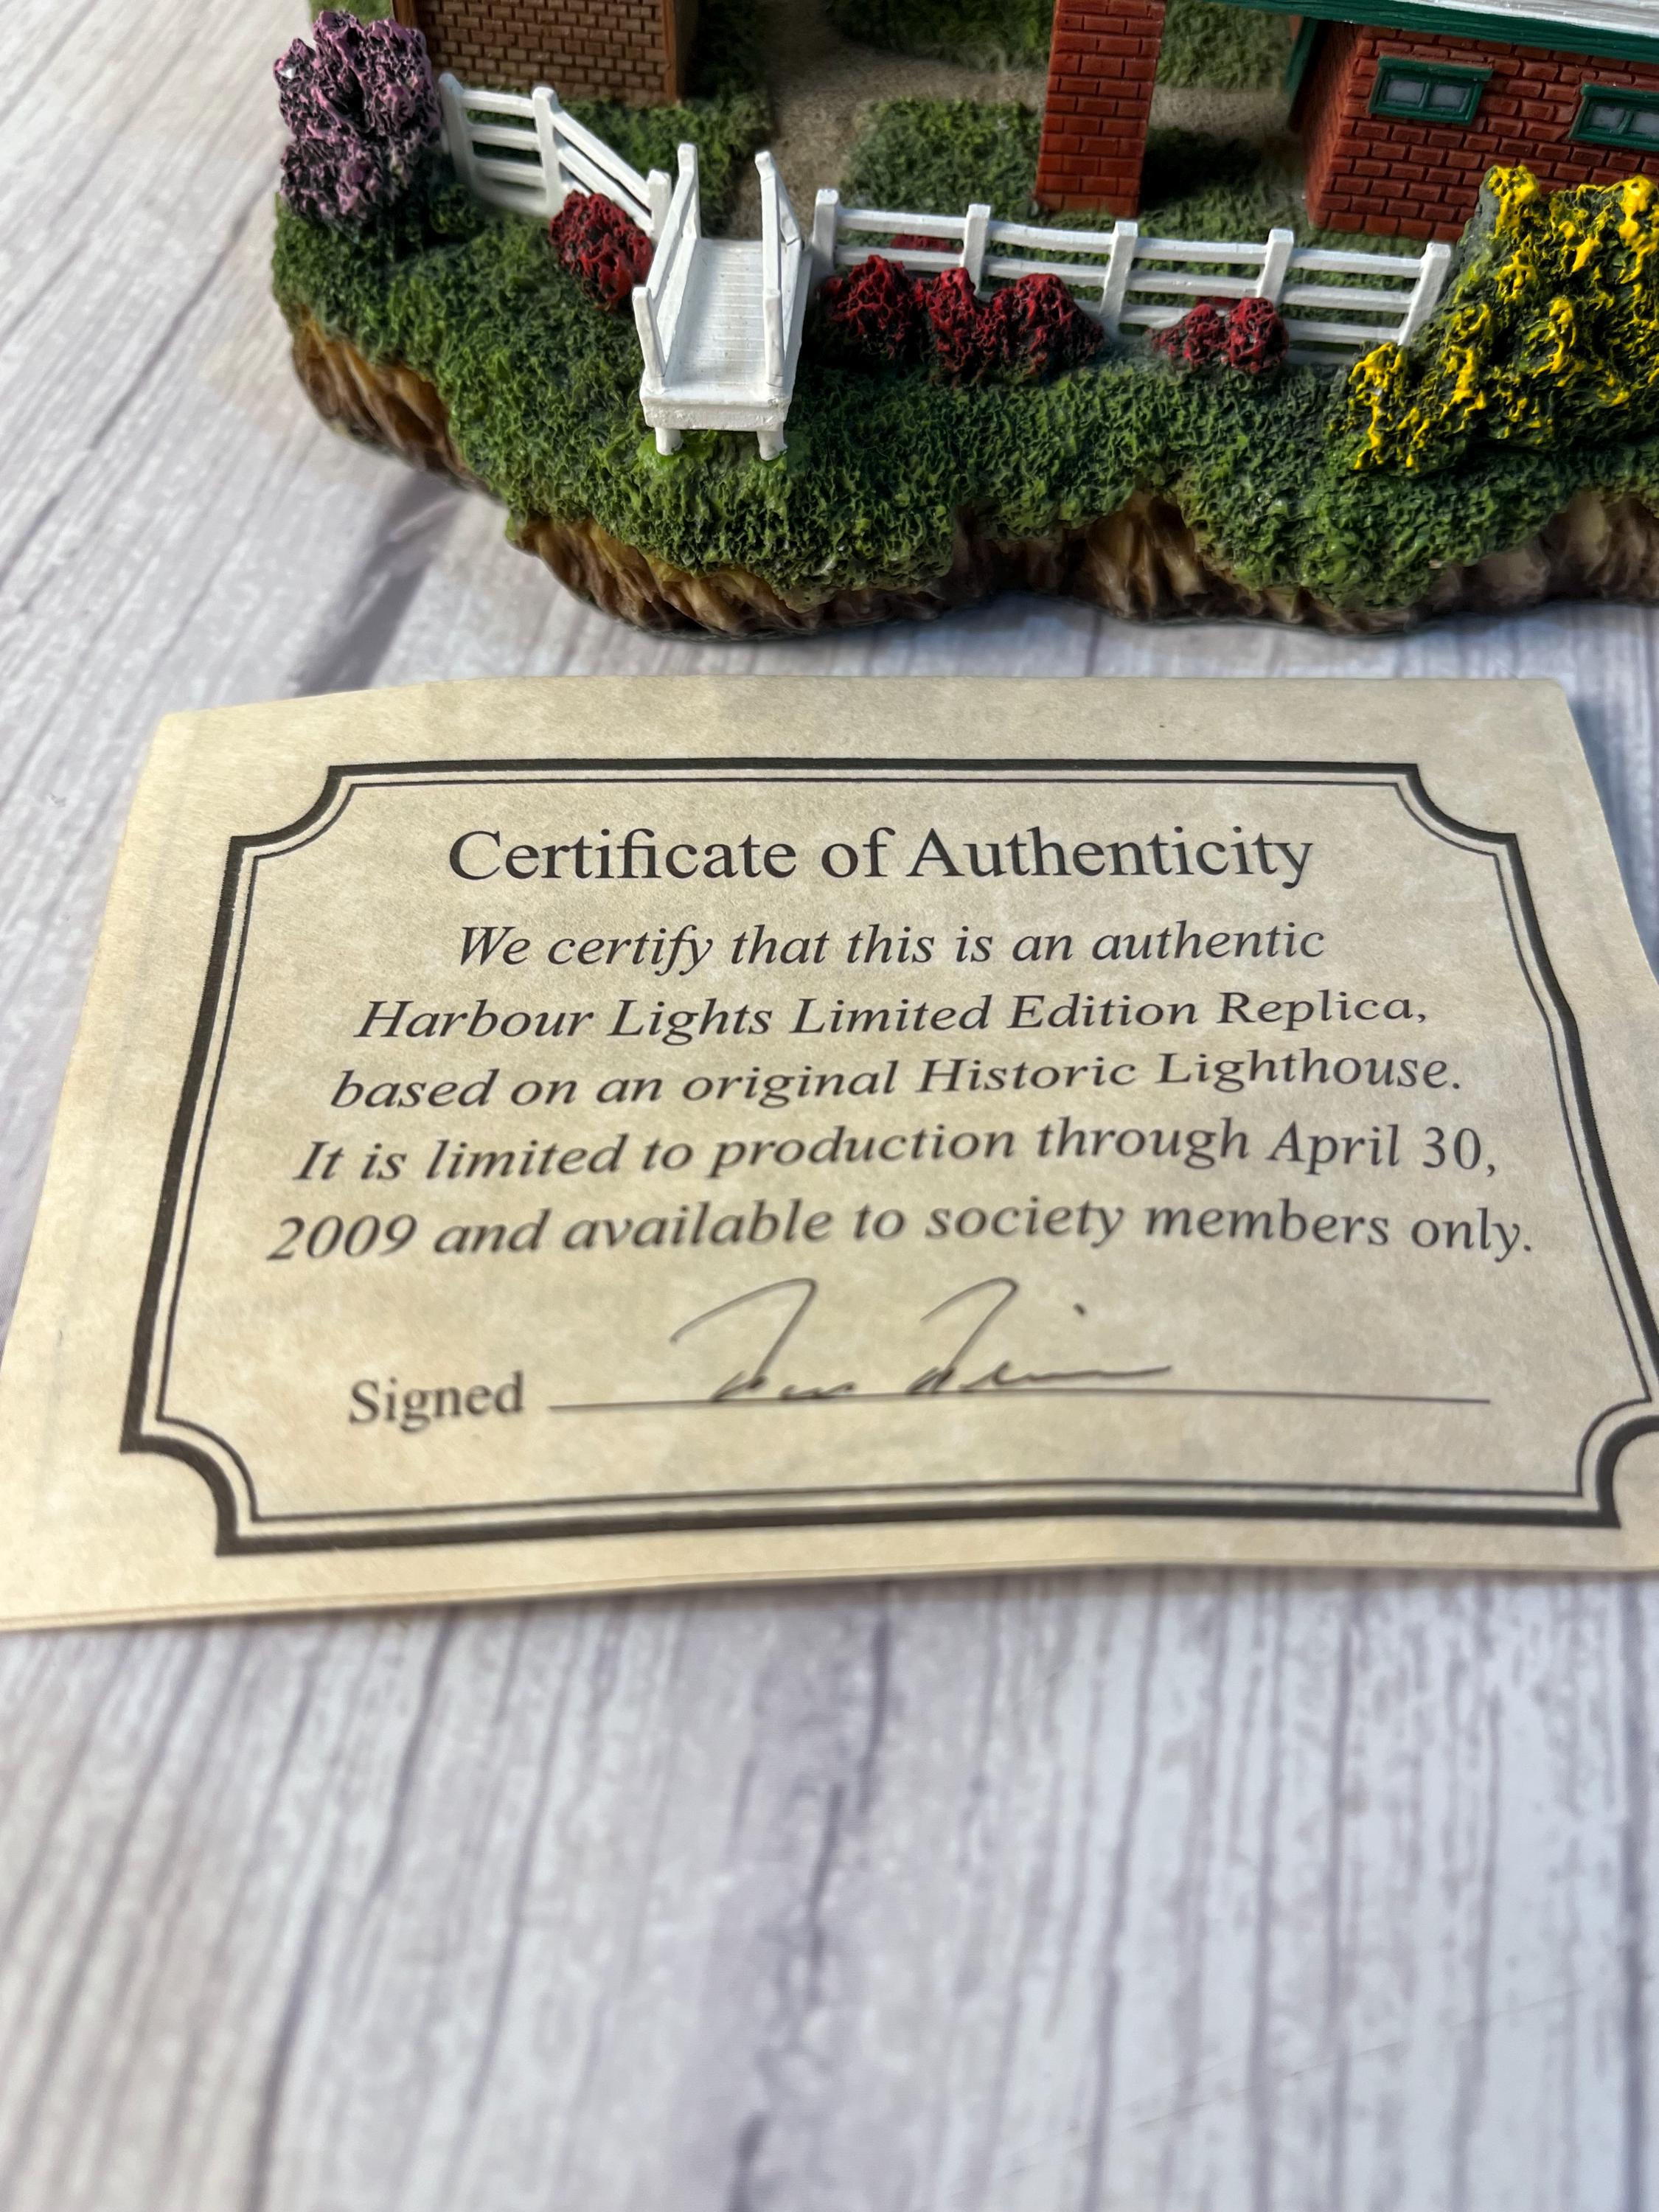 Certificate of Authenticity
We certify that this is an authentic
Harbour Lights Limited Edition Replica,
based on an original Historic Lighthouse.
It is limited to production through April 30,
2009 and available to society members only.
Signed